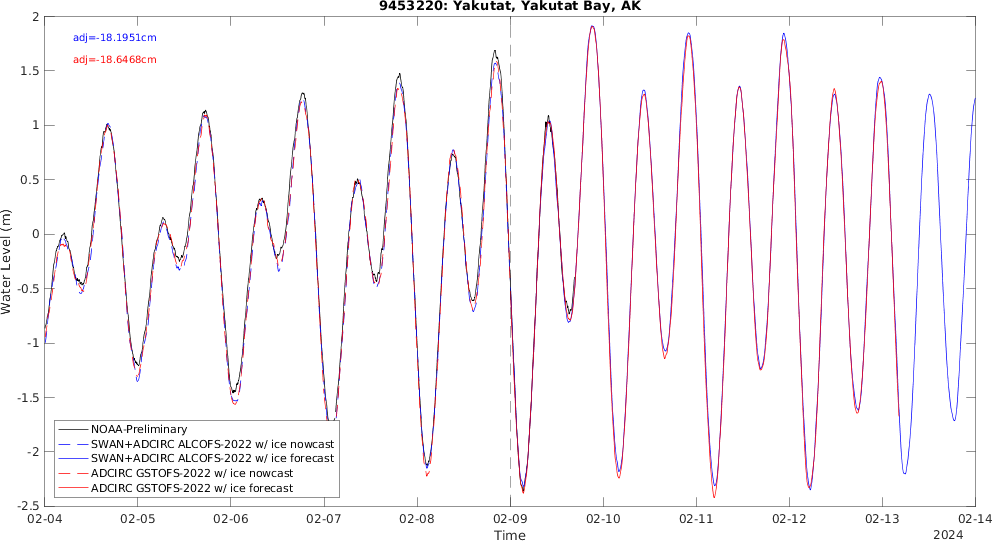 9453220: Yakutat, Yakutat Bay, AK
adj=-18.1951cm
adj=-18.6468cm
2
1.5
1
0.5
0
-0.5
-1
-1.5
-2
-2.5
Water Level (m)
NOAA-Preliminary
SWAN+ADCIRC ALCOFS-2022 w/ ice nowcast
SWAN+ADCIRC ALCOFS-2022 w/ ice forecast
ADCIRC GSTOFS-2022 w/ ice nowcast
ADCIRC GSTOFS-2022 w/ ice forecast
02-04 02-05 02-06 02-07 02-08 02-09 02-10 02-11 02-12 02-13 02-14
Time
2024